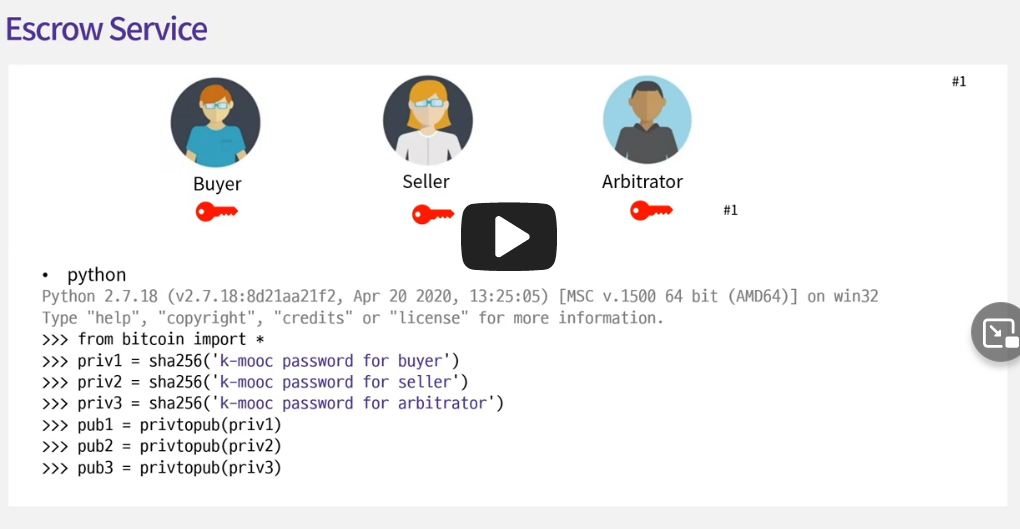 Escrow Service
#1
Buyer
Seller
Arbitrator
#1
• python
Python 2.7.18 (v2.7.18:8d21aa21f2, Apr 20 2020, 13:25:05) [MSC v.1500 64 bit (AMD64)] on win32
Type "help", "copyright", "credits" or "license" for more information.
>>> from bitcoin import *
>>> priv1 = sha256('k-mooc password for buyer')
>>> priv2 = sha256('k-mooc password for seller')
>>> priv3 = sha256('k-mooc password for arbitrator')
>>> pub1 = privtopub(priv1)
>>> pub2 = privtopub(priv2)
>>> pub3 = privtopub(priv3)